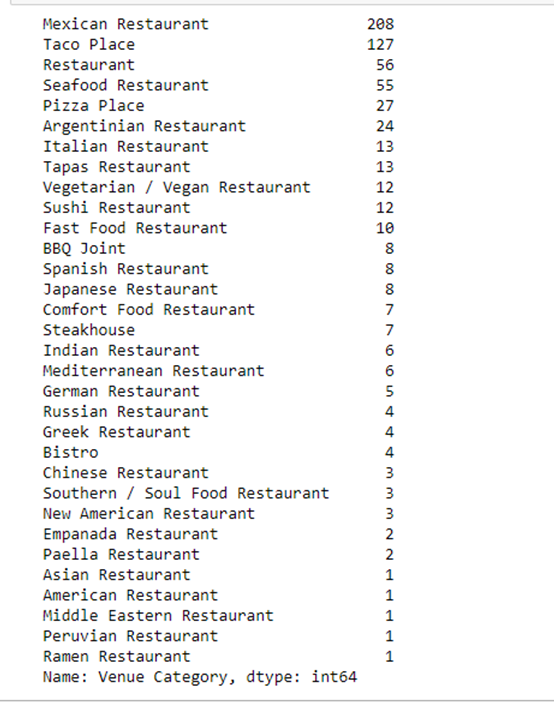 Mexican Restaurant 208
Taco Place 127
Restaurant 56
Seafood Restaurant 55
Pizza Place 27
Argentinian Restaurant 24
Italian Restaurant 13
Tapas Restaurant 13
Vegetarian / Vegan Restaurant 12
Sushi Restaurant 12
Fast Food Restaurant 10
BBQ Joint 8
Spanish Restaurant 8
Japanese Restaurant 8
Comfort Food Restaurant 7
Steakhouse 7
Indian Restaurant 6
Mediterranean Restaurant 6
German Restaurant 5
Russian Restaurant 4
Greek Restaurant 4
Bistro 4
Chinese Restaurant 3
Southern / Soul Food Restaurant 3
New American Restaurant 3
Empanada Restaurant 2
Paella Restaurant 2
Asian Restaurant 1
American Restaurant 1
Middle Eastern Restaurant 1
Peruvian Restaurant 1
Ramen Restaurant 1
Name: Venue Category, dtype: int64